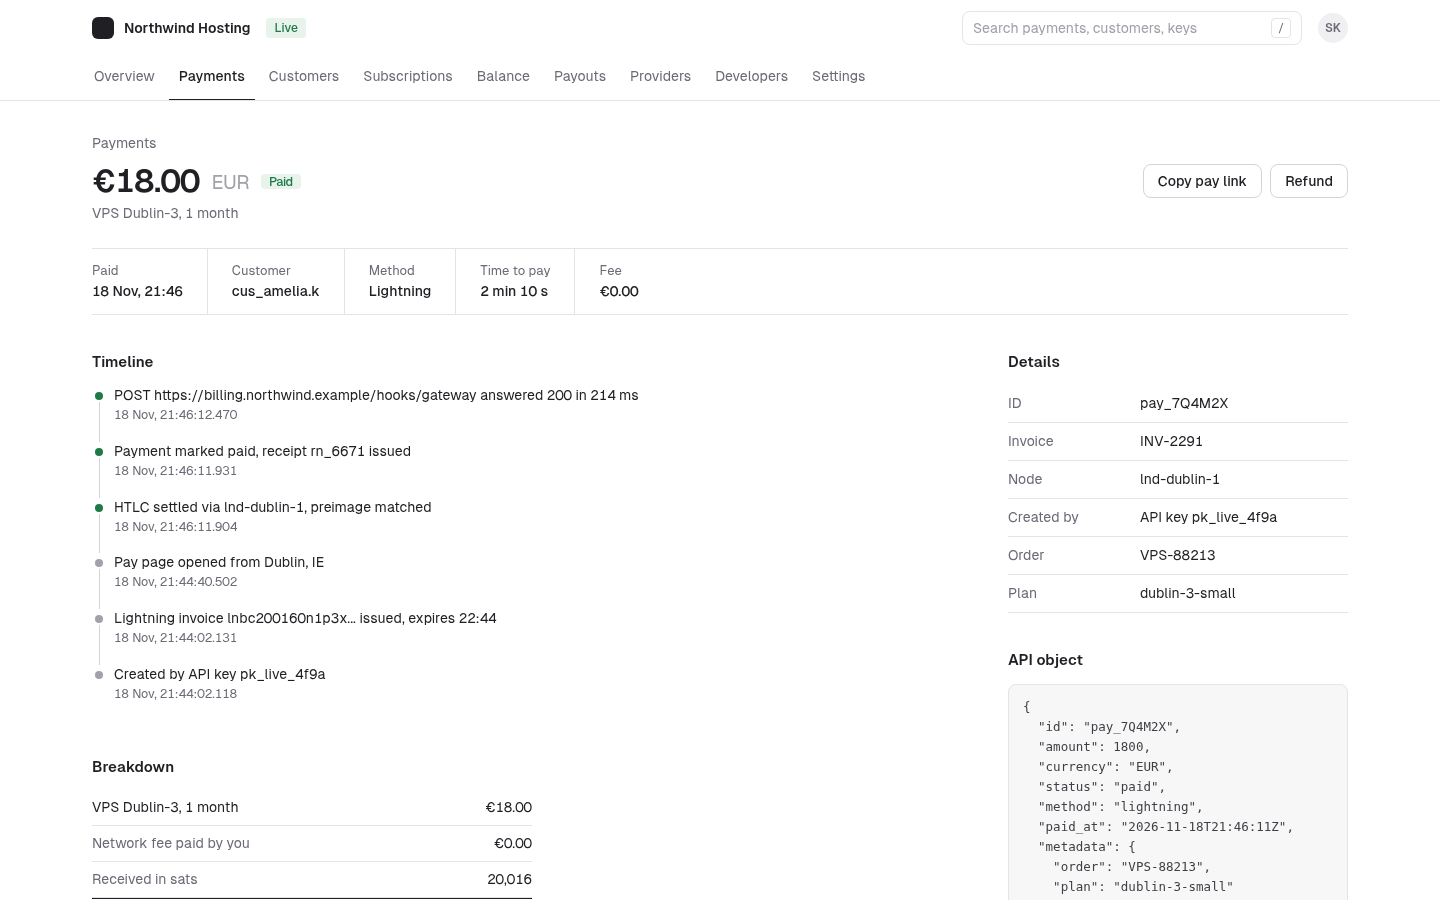 Northwind Hosting Live Search payments, customers, keys / SK
Overview Payments Customers Subscriptions Balance Payouts Providers Developers Settings
Payments
€18.00 EUR Paid Copy pay link Refund
VPS Dublin-3, 1 month
Paid Customer Method Time to pay Fee
18 Nov, 21:46 cus_amelia.k Lightning 2 min 10 s €0.00
Timeline
POST https://billing.northwind.example/hooks/gateway answered 200 in 214 ms
18 Nov, 21:46:12.470
Payment marked paid, receipt rn_6671 issued
18 Nov, 21:46:11.931
HTLC settled via lnd-dublin-1, preimage matched
18 Nov, 21:46:11.904
Pay page opened from Dublin, IE
18 Nov, 21:44:40.502
Lightning invoice lnbc200160n1p3x… issued, expires 22:44
18 Nov, 21:44:02.131
Created by API key pk_live_4f9a
18 Nov, 21:44:02.118
Breakdown
VPS Dublin-3, 1 month €18.00
Network fee paid by you €0.00
Received in sats 20,016
Details
ID pay_7Q4M2X
Invoice INV-2291
Node lnd-dublin-1
Created by API key pk_live_4f9a
Order VPS-88213
Plan dublin-3-small
API object
{
"id": "pay_7Q4M2X",
"amount": 1800,
"currency": "EUR",
"status": "paid",
"method": "lightning",
"paid_at": "2026-11-18T21:46:11Z",
"metadata": {
"order": "VPS-88213",
"plan": "dublin-3-small"